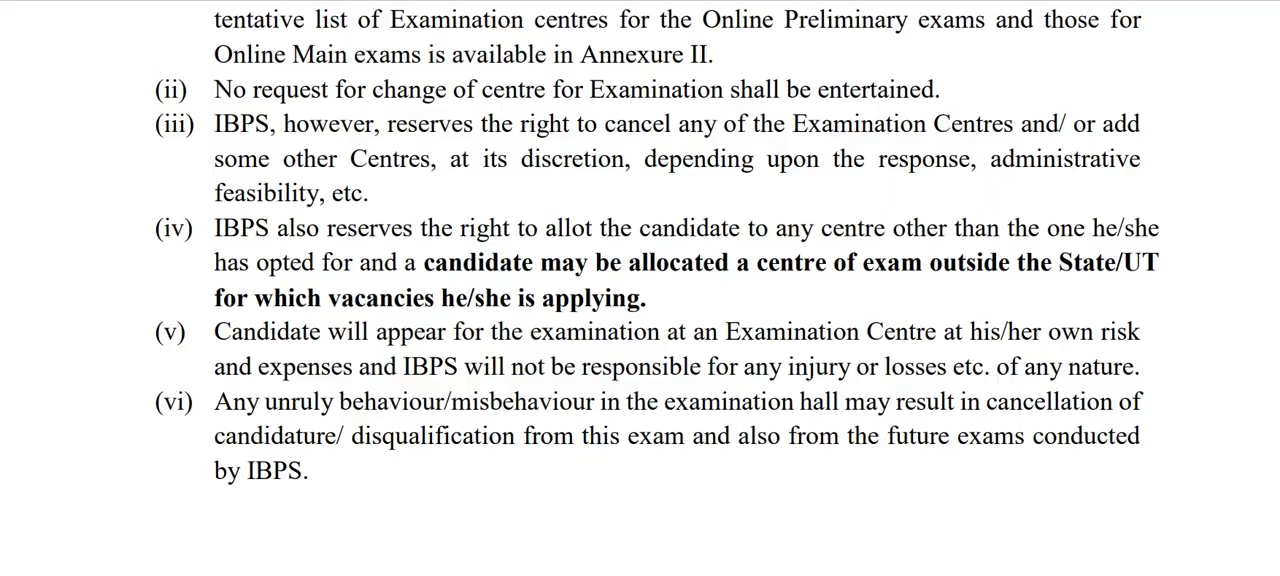 tentative list of Examination centres for the Online Preliminary exams and those for
Online Main exams is available in Annexure II.
(ii) No request for change of centre for Examination shall be entertained.
(iii) IBPS, however, reserves the right to cancel any of the Examination Centres and/ or add
some other Centres, at its discretion, depending upon the response, administrative
feasibility, etc.
(iv) IBPS also reserves the right to allot the candidate to any centre other than the one he/she
has opted for and a candidate may be allocated a centre of exam outside the State/UT
for which vacancies he/she is applying.
(v) Candidate will appear for the examination at an Examination Centre at his/her own risk
and expenses and IBPS will not be responsible for any injury or losses etc. of any nature.
(vi) Any unruly behaviour/misbehaviour in the examination hall may result in cancellation of
candidature/ disqualification from this exam and also from the future exams conducted
by IBPS.